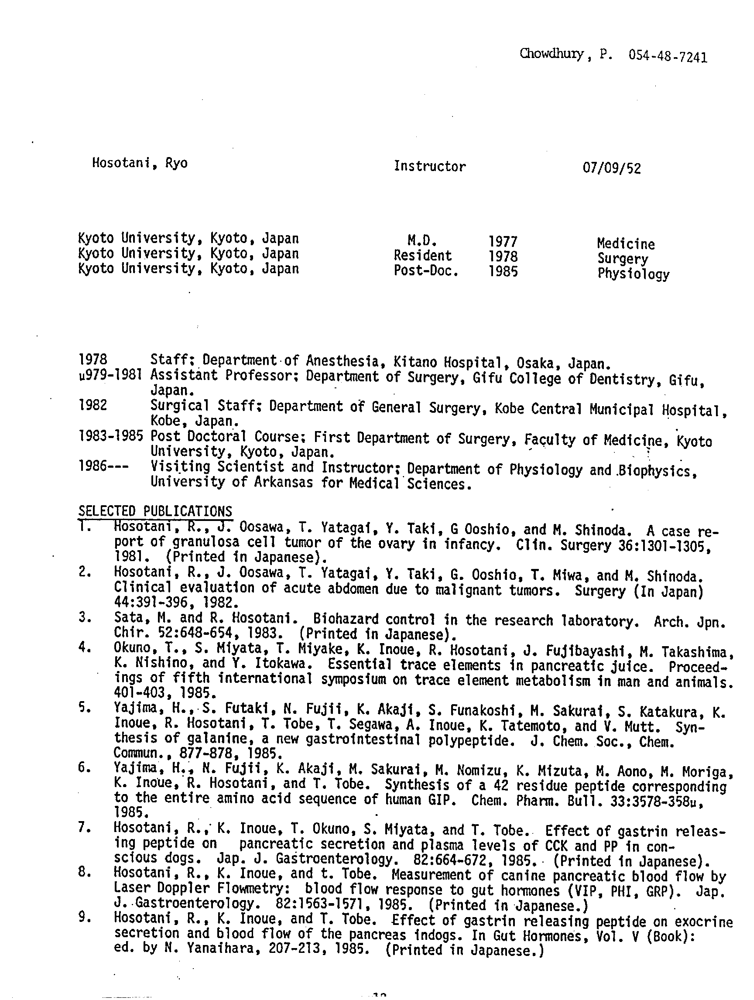 Chowdhury, P. 054-48-7241
Hosotani, Ryo Instructor 07/09/52
Kyoto University, Kyoto, Japan M.D. 1977 Medicine
Kyoto University, Kyoto, Japan Resident 1978 Surgery
Kyoto University, Kyoto, Japan Post-Doc. 1985 Physiology
1978 Staff; Department of Anesthesia, Kitano Hospital, Osaka, Japan.
u979-1981 Assistant Professor; Department of Surgery, Gifu College of Dentistry, Gifu,
Japan.
1982 Surgical Staff; Department of General Surgery, Kobe Central Municipal Hospital,
Kobe, Japan.
1983-1985 Post Doctoral Course; First Department of Surgery, Faculty of Medicine, Kyoto
University, Kyoto, Japan.
1986--- Visiting Scientist and Instructor; Department of Physiology and Biophysics,
University of Arkansas for Medical Sciences.
SELECTED PUBLICATIONS
1. Hosotani, R., J. Oosawa, T. Yatagai, Y. Taki, G Ooshio, and M. Shinoda. A case re-
port of granulosa cell tumor of the ovary in infancy. Clin. Surgery 36:1301-1305,
1981. (Printed in Japanese).
2. Hosotani, R., J. Oosawa, T. Yatagai, Y. Taki, G. Ooshio, T. Miwa, and M. Shinoda.
Clinical evaluation of acute abdomen due to malignant tumors. Surgery (In Japan)
44:391-396, 1982.
3. Sata, M. and R. Hosotani. Biohazard control in the research laboratory. Arch. Jpn.
Chir. 52:648-654, 1983. (Printed in Japanese).
4. Okuno, T., S. Miyata, T. Miyake, K. Inoue, R. Hosotani, J. Fujibayashi, M. Takashima,
K. Nishino, and Y. Itokawa. Essential trace elements in pancreatic juice. Proceed-
ings of fifth international symposium on trace element metabolism in man and animals.
401-403, 1985.
5. Yajima, H., S. Futaki, N. Fujii, K. Akaji, S. Funakoshi, M. Sakurai, S. Katakura, K.
Inoue, R. Hosotani, T. Tobe, T. Segawa, A. Inoue, K. Tatemoto, and V. Mutt. Syn-
thesis of galanine, a new gastrointestinal polypeptide. J. Chem. Soc., Chem.
Commun., 877-878, 1985.
6. Yajima, H., N. Fujii, K. Akaji, M. Sakurai, M. Nomizu, K. Mizuta, M. Aono, M. Moriga,
K. Inoue, R. Hosotani, and T. Tobe. Synthesis of a 42 residue peptide corresponding
to the entire amino acid sequence of human GIP. Chem. Pharm. Bull. 33:3578-358u,
1985.
7. Hosotani, R., K. Inoue, T. Okuno, S. Miyata, and T. Tobe. Effect of gastrin releas-
ing peptide on pancreatic secretion and plasma levels of CCK and PP in con-
scious dogs. Jap. J. Gastroenterology. 82:664-672, 1985. (Printed in Japanese).
8. Hosotani, R., K. Inoue, and t. Tobe. Measurement of canine pancreatic blood flow by
Laser Doppler Flowmetry: blood flow response to gut hormones (VIP, PHI, GRP). Jap.
J. Gastroenterology. 82:1563-1571, 1985. (Printed in Japanese.)
9. Hosotani, R., K. Inoue, and T. Tobe. Effect of gastrin releasing peptide on exocrine
secretion and blood flow of the pancreas indogs. In Gut Hormones, Vol. V (Book):
ed. by N. Yanaihara, 207-213, 1985. (Printed in Japanese.)